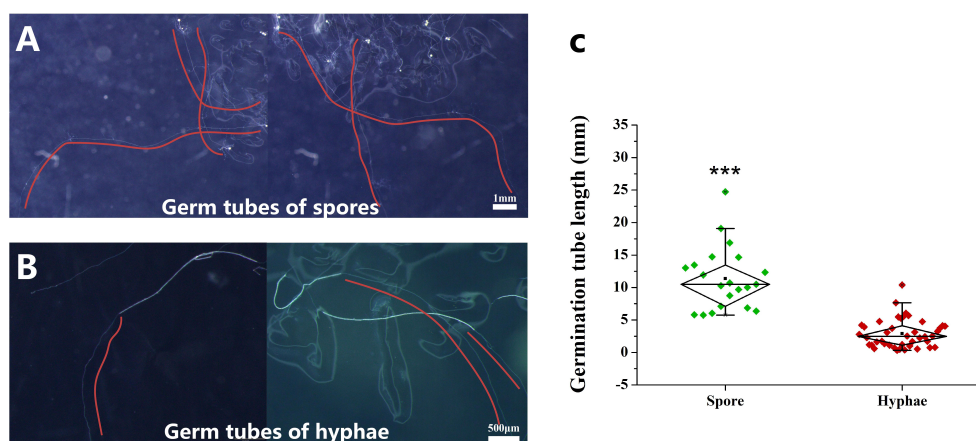 A
1mm
Germ tubes of spores
B
500μm
Germ tubes of hyphae
c
Germination tube length (mm)
35
30
25
20
15
10
5
0
-5
***
Spore
Hyphae